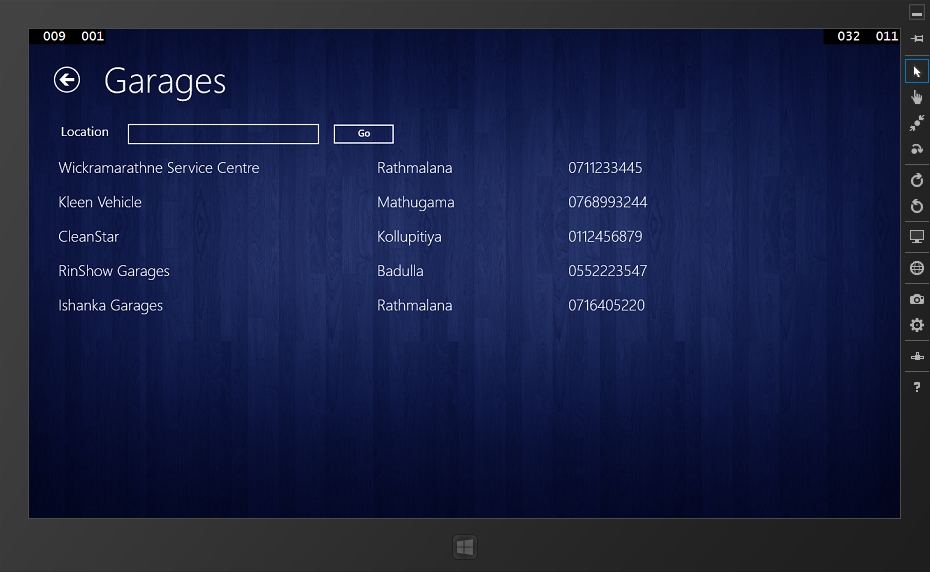 009 001 032 011
Garages
Location Go
Wickramarathne Service Centre Rathmalana 0711233445
Kleen Vehicle Mathugama 0768993244
CleanStar Kollupitiya 0112456879
RinShow Garages Badulla 0552223547
Ishanka Garages Rathmalana 0716405220
?